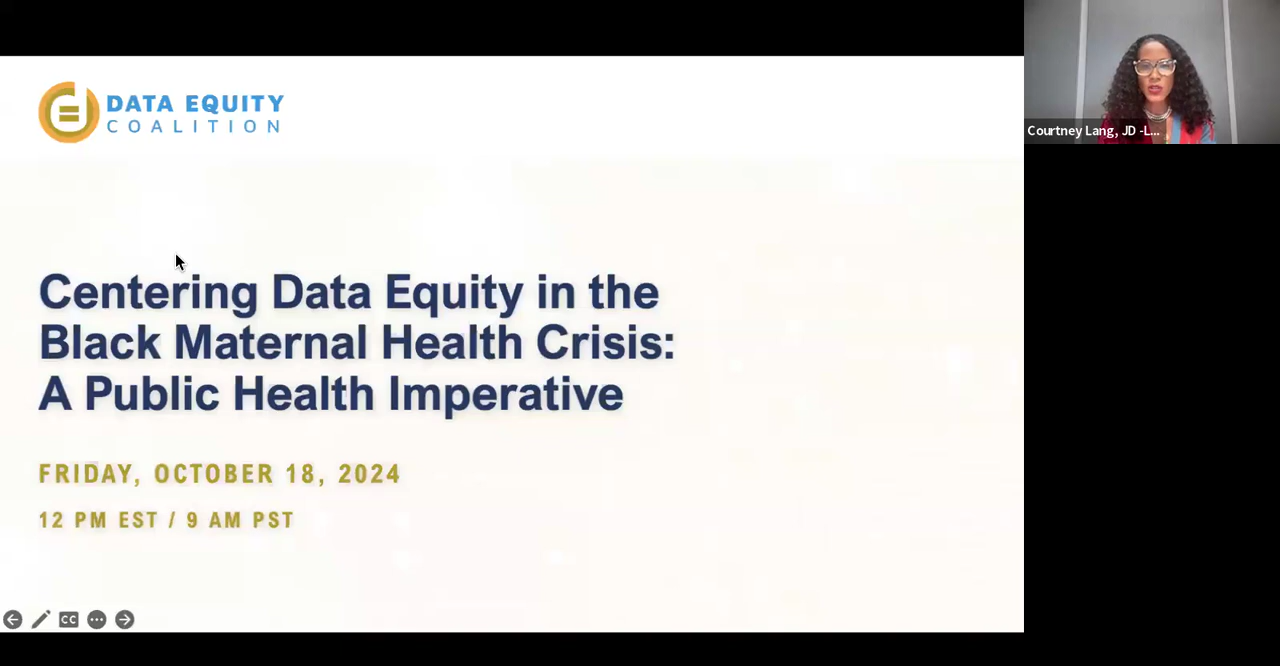 DATA EQUITY
COALITION
Courtney Lang, JD -L...
Centering Data Equity in the
Black Maternal Health Crisis:
A Public Health Imperative
FRIDAY, OCTOBER 18, 2024
12 PM EST / 9 AM PST
CC